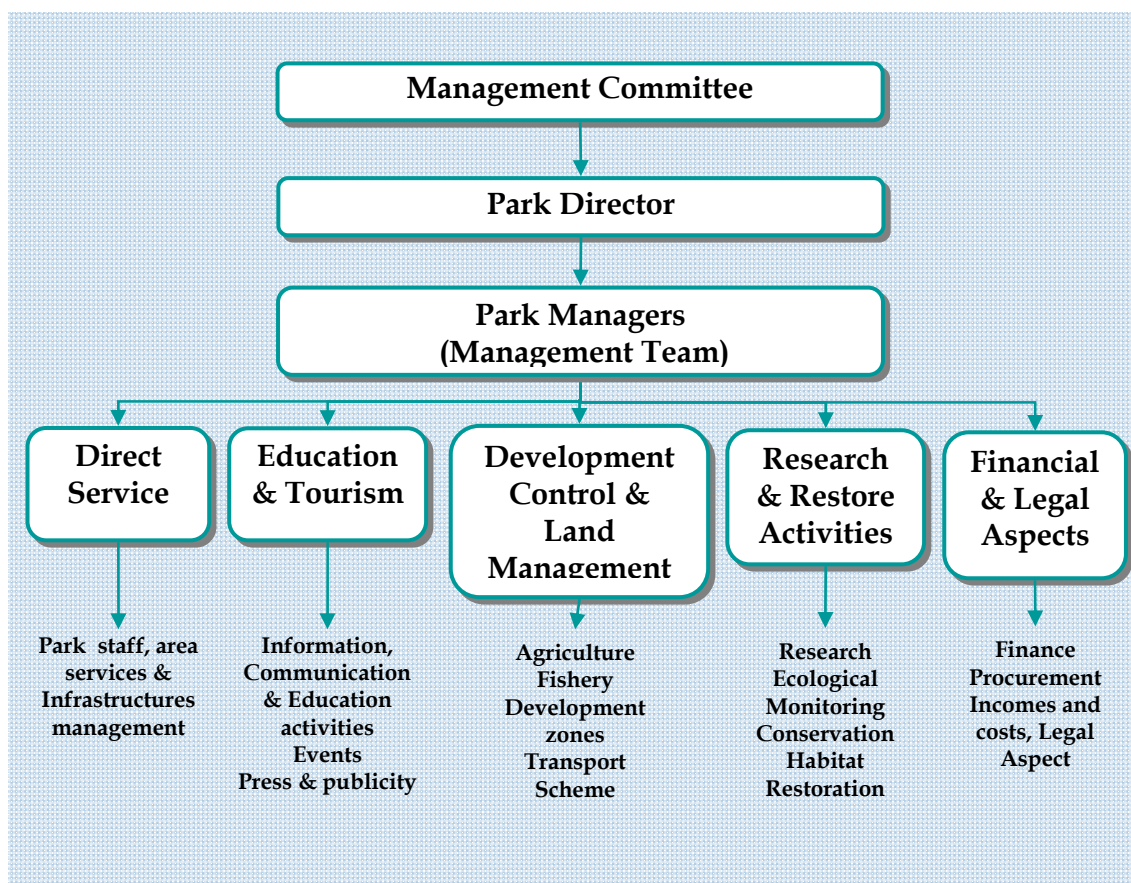 Management Committee
Park Director
Park Managers
(Management Team)
Direct
Service
Education
& Tourism
Development
Control &
Land
Management
Research
& Restore
Activities
Financial
& Legal
Aspects
Park staff, area
services &
Infrastructures
management
Information,
Communication
& Education
activities
Events
Press & publicity
Agriculture
Fishery
Development
zones
Transport
Scheme
Research
Ecological
Monitoring
Conservation
Habitat
Restoration
Finance
Procurement
Incomes and
costs, Legal
Aspect